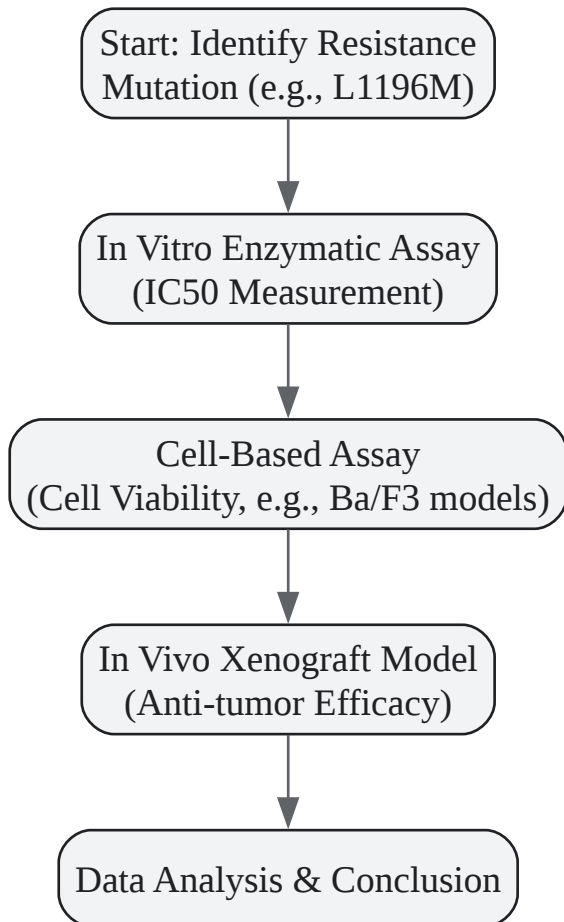 Start: Identify Resistance
Mutation (e.g., L1196M)
In Vitro Enzymatic Assay
(IC50 Measurement)
Cell-Based Assay
(Cell Viability, e.g., Ba/F3 models)
In Vivo Xenograft Model
(Anti-tumor Efficacy)
Data Analysis & Conclusion